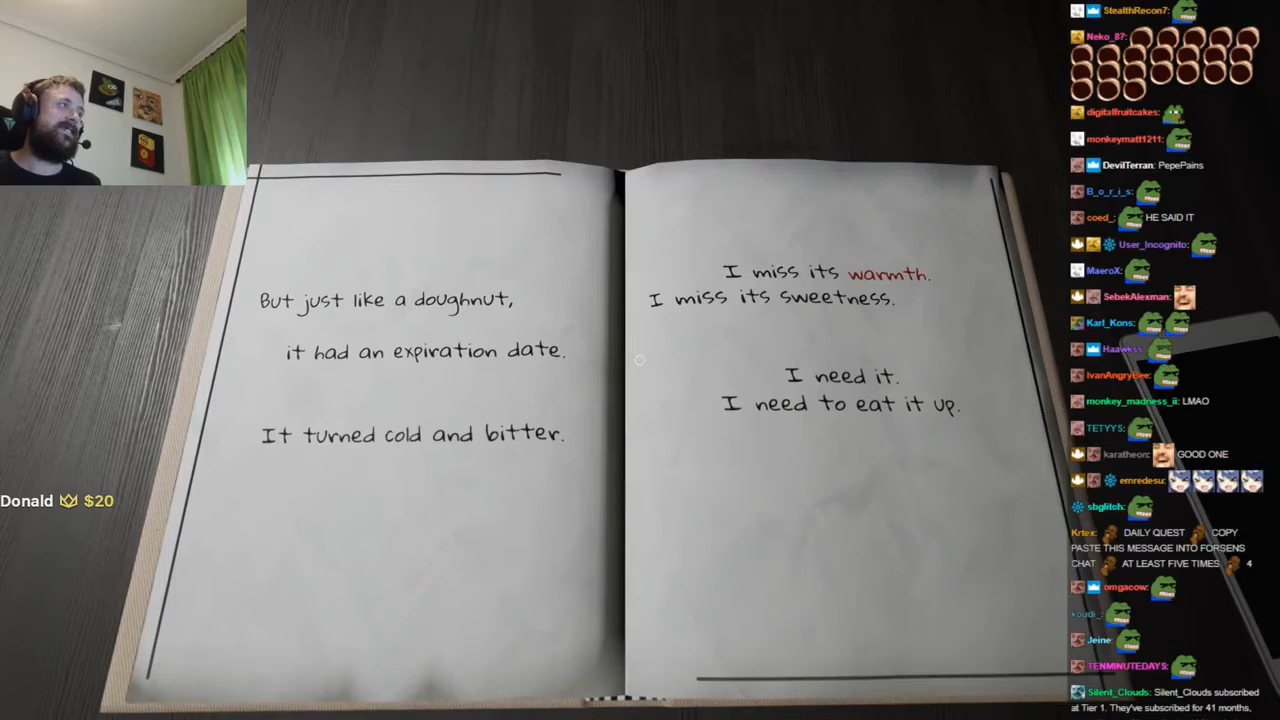 But just like a doughnut,
it had an expiration date.
It turned cold and bitter.
I miss its warmth.
I miss its sweetness.
I need it.
I need to eat it up.
Donald $20
StealthRecon7:
Neko_87:
digitalfruitcakes:
monkeymatt1211:
DevilTerran: PepePains
B_o_r_i_s:
coed_: HE SAID IT
User_Incognito:
MaeroX:
SebekAlexman:
Karl_Kons:
Haawkss:
IvanAngryBee:
monkey_madness_ii: LMAO
TETYYS:
karatheon: GOOD ONE
emredesu:
sbglitch:
Krtex: DAILY QUEST COPY
PASTE THIS MESSAGE INTO FORSENS
CHAT AT LEAST FIVE TIMES 4
omgacow:
koudi_:
Jeine:
TENMINUTEDAYS:
Silent_Clouds: Silent_Clouds subscribed
at Tier 1. They've subscribed for 41 months,